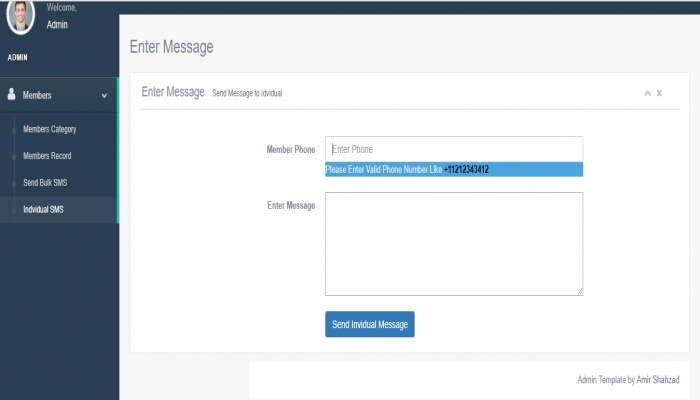 Welcome,
Admin
ADMIN
Members
Members Category
Members Record
Send Bulk SMS
Indvidual SMS
Enter Message
Enter Message Send Message to Idvidual
Member Phone
Enter Phone
Please Enter Valid Phone Number Like +11212343412
Enter Message
Send Invidual Message
Admin Template by Amir Shahzad